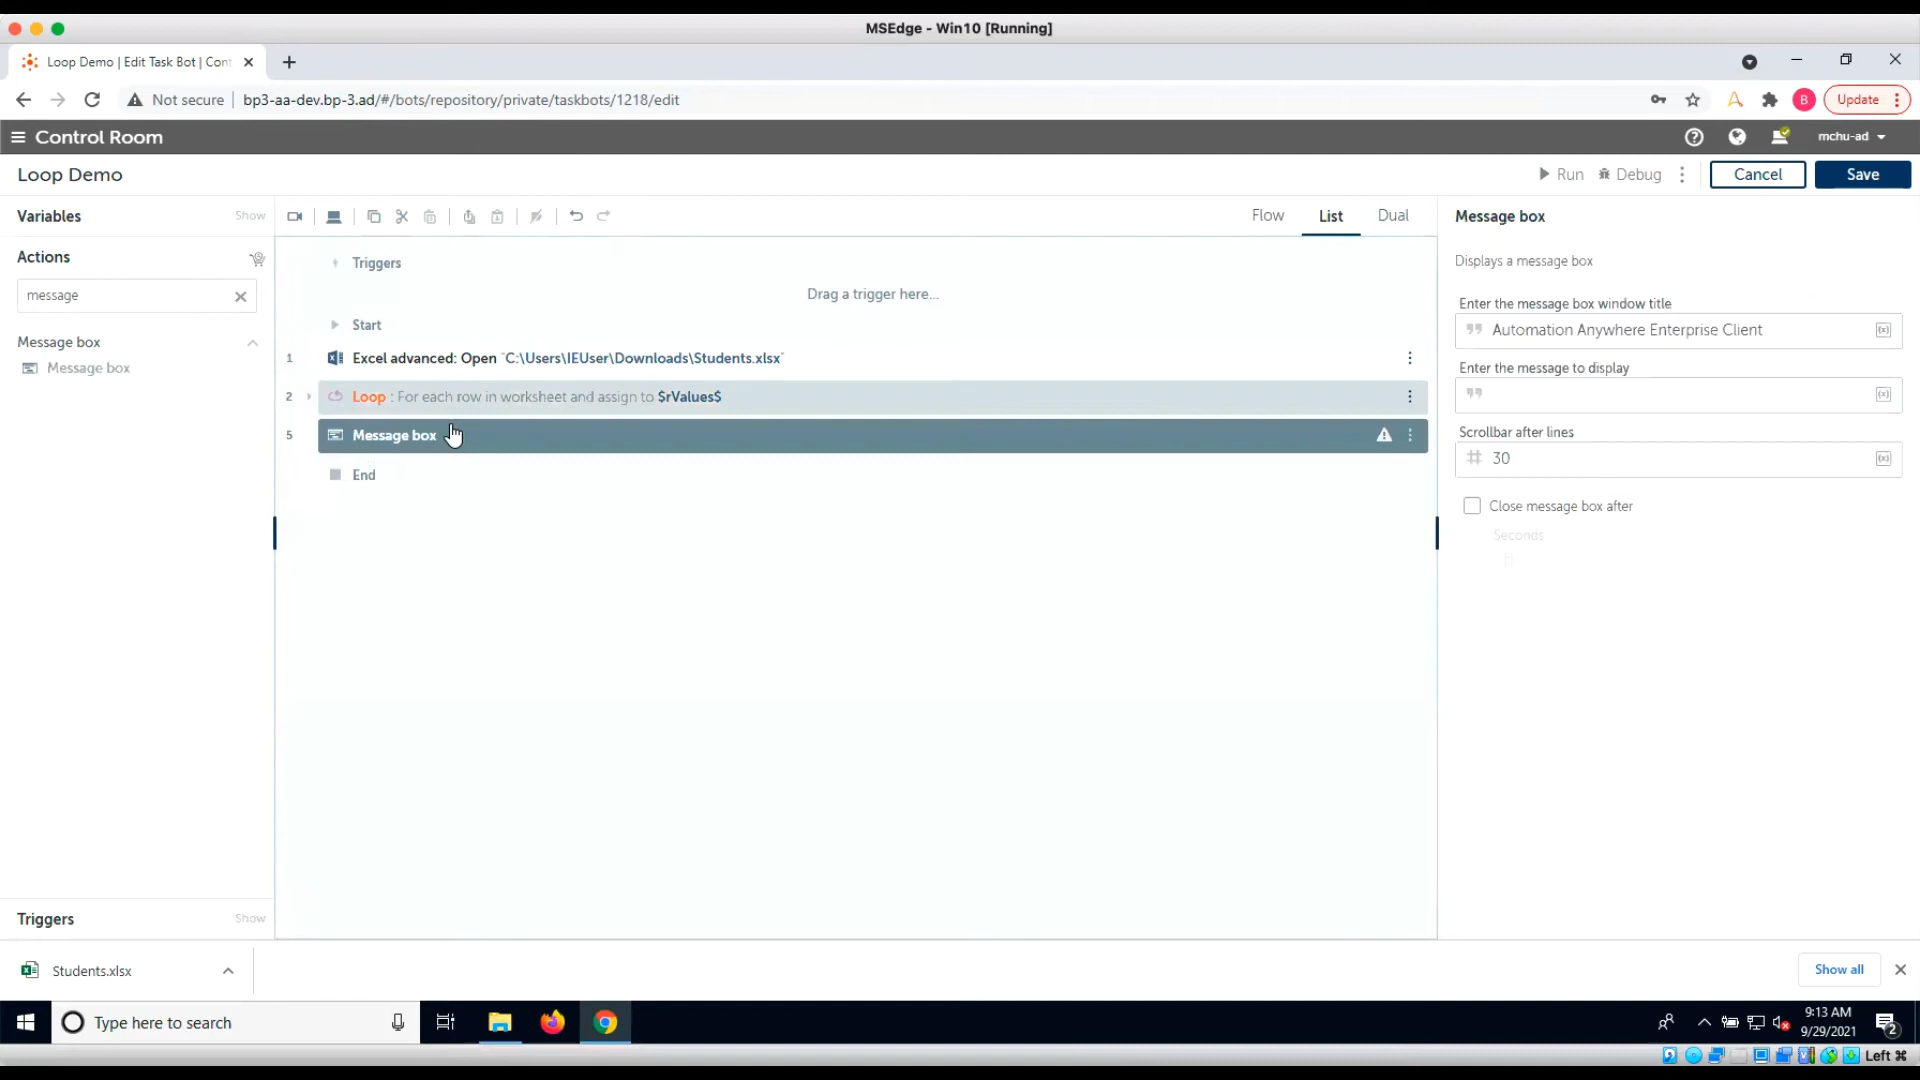 MSEdge - Win10 [Running]
Loop Demo | Edit Task Bot | Cont
Not secure
bp3-aa-dev.bp-3.ad/#/bots/repository/private/taskbots/1218/edit
B
Update
Control Room
mchu-ad
Loop Demo
Run
Debug
Cancel
Save
Variables
Show
Flow
List
Dual
Message box
Actions
message
Message box
Message box
Triggers
Drag a trigger here...
Start
1
Excel advanced: Open "C:\Users\IEUser\Downloads\Students.xlsx"
2
Loop : For each row in worksheet and assign to $rValues$
5
Message box
End
Displays a message box
Enter the message box window title
Automation Anywhere Enterprise Client
Enter the message to display
Scrollbar after lines
30
Close message box after
Seconds
Triggers
Show
Students.xlsx
Show all
Type here to search
9:13 AM
9/29/2021
2
Left ⌘